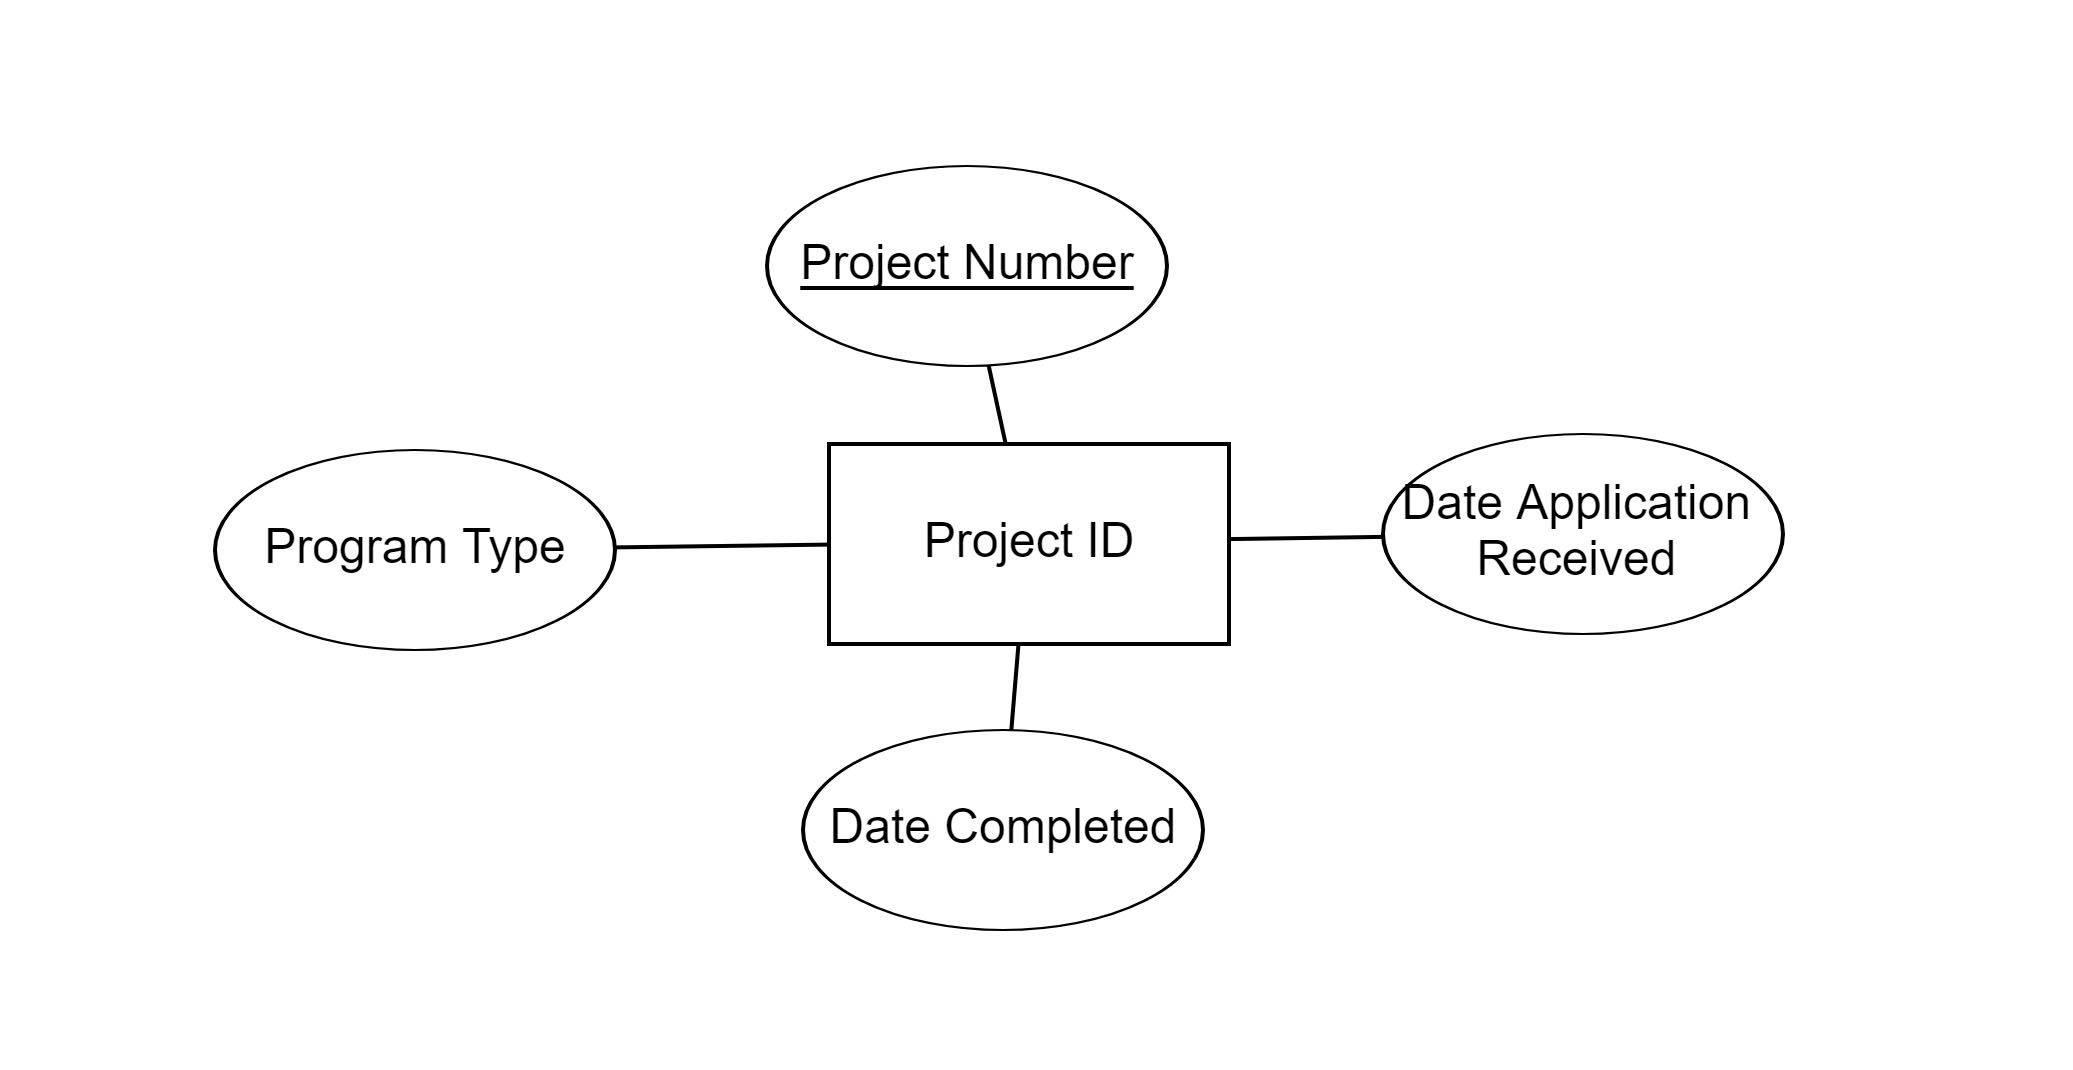 Project Number
Program Type
Project ID
Date Application
Received
Date Completed